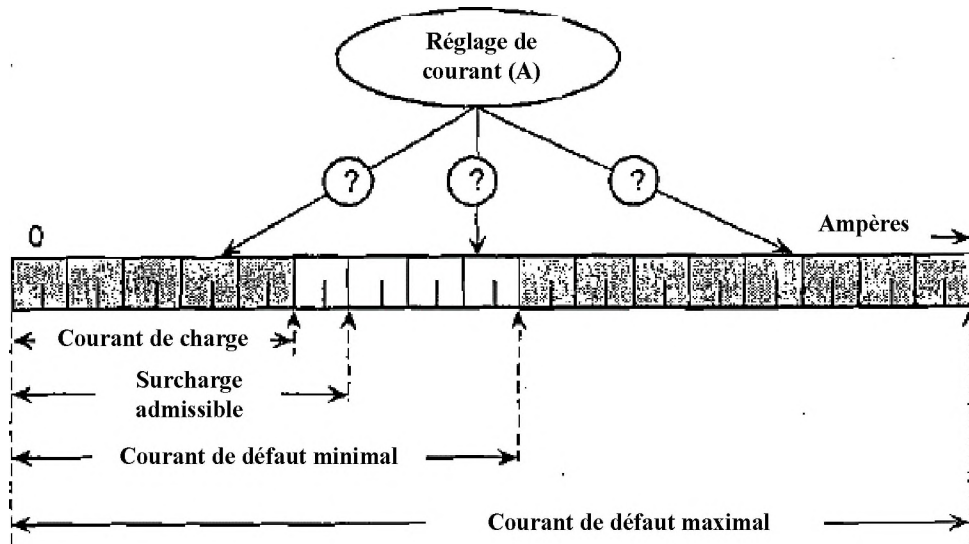 Réglage de
courant (A)
? ? ?
0
Ampères
Courant de charge
Surcharge
admissible
Courant de défaut minimal
Courant de défaut maximal